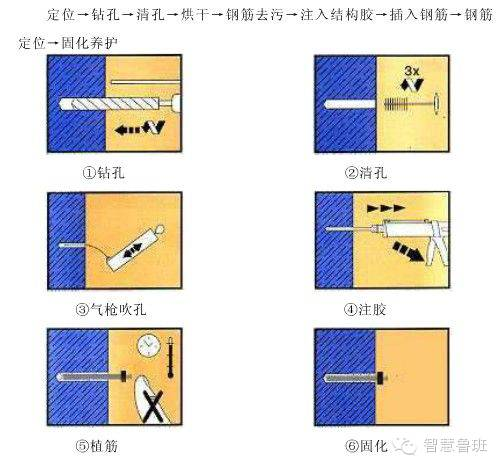 定位→钻孔→清孔→烘干→钢筋去污→注入结构胶→插入钢筋→钢筋
定位→固化养护
3x
①钻孔
②消孔
③气枪吹孔
④注胶
⑤植筋
⑥固化
智慧鲁班